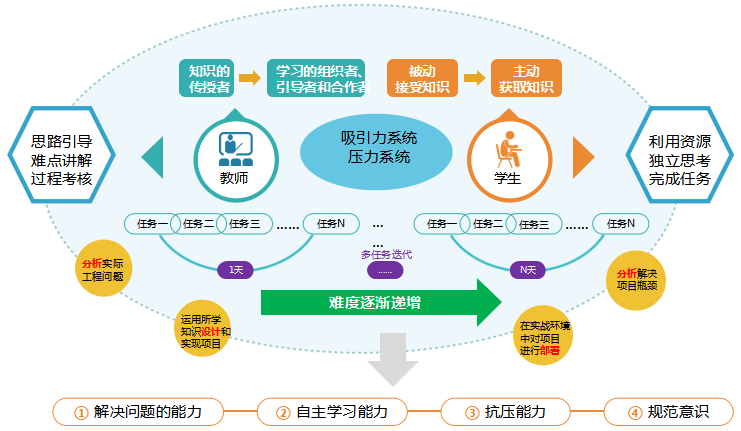 知识的
传授者
学习的组织者、
引导者和合作者
被动
接受知识
主动
获取知识
思路引导
难点讲解
过程考核
教师
吸引力系统
压力系统
学生
利用资源
独立思考
完成任务
任务一
任务二
任务三
……
任务N
...
...
任务一
任务二
任务三
……
任务N
多任务迭代
1天
......
N天
分析实际
工程问题
分析解决
项目瓶颈
难度逐渐递增
运用所学
知识设计和
实现项目
在实战环境
中对项目
进行部署
① 解决问题的能力
② 自主学习能力
③ 抗压能力
④ 规范意识